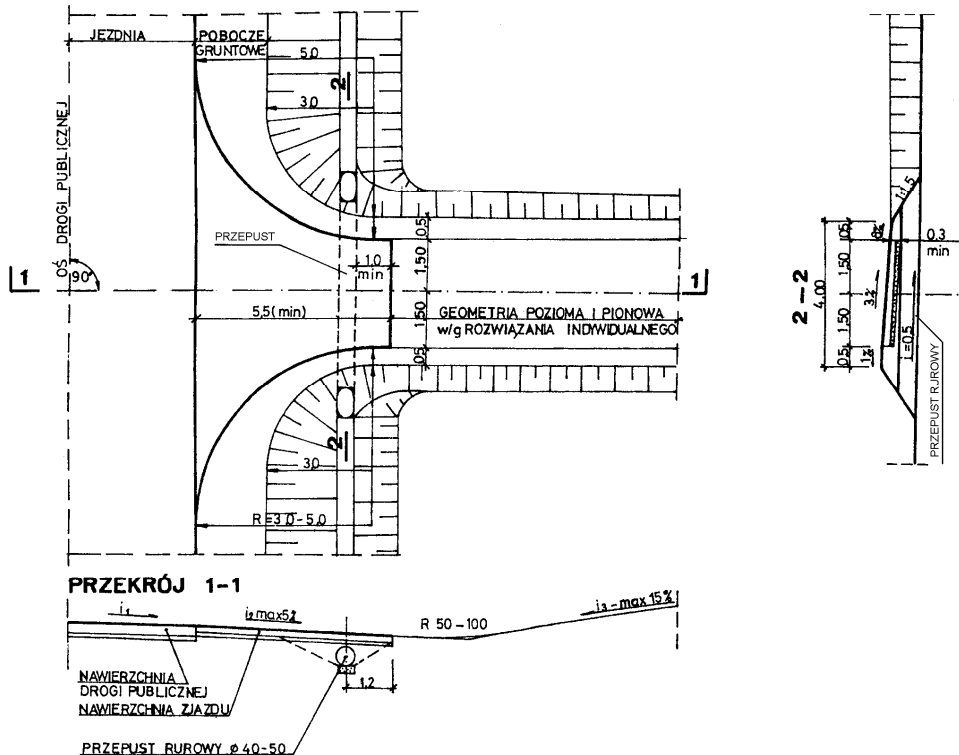 JEZDNIA
POBOCZE
GRUNTOWE
5,0
2
3,0
OŚ DROGI PUBLICZNEJ
PRZEPUST
0,5
1,50
1,0
min
1
90°
1
5,5(min)
GEOMETRIA POZIOMA I PIONOWA
w/g ROZWIĄZANIA INDYWIDUALNEGO
1,50
0,5
2
3,0
R=3,0-5,0
1:1,5
0,5
0,3
min
1,50
2-2
4.00
3%
1,50
i=0,5
0,5
PRZEPUST RUROWY
PRZEKRÓJ 1-1
i₁
i₂ max5%
R 50-100
i₃-max 15%
NAWIERZCHNIA
DROGI PUBLICZNEJ
NAWIERZCHNIA ZJAZDU
1,2
PRZEPUST RUROWY ø 40-50